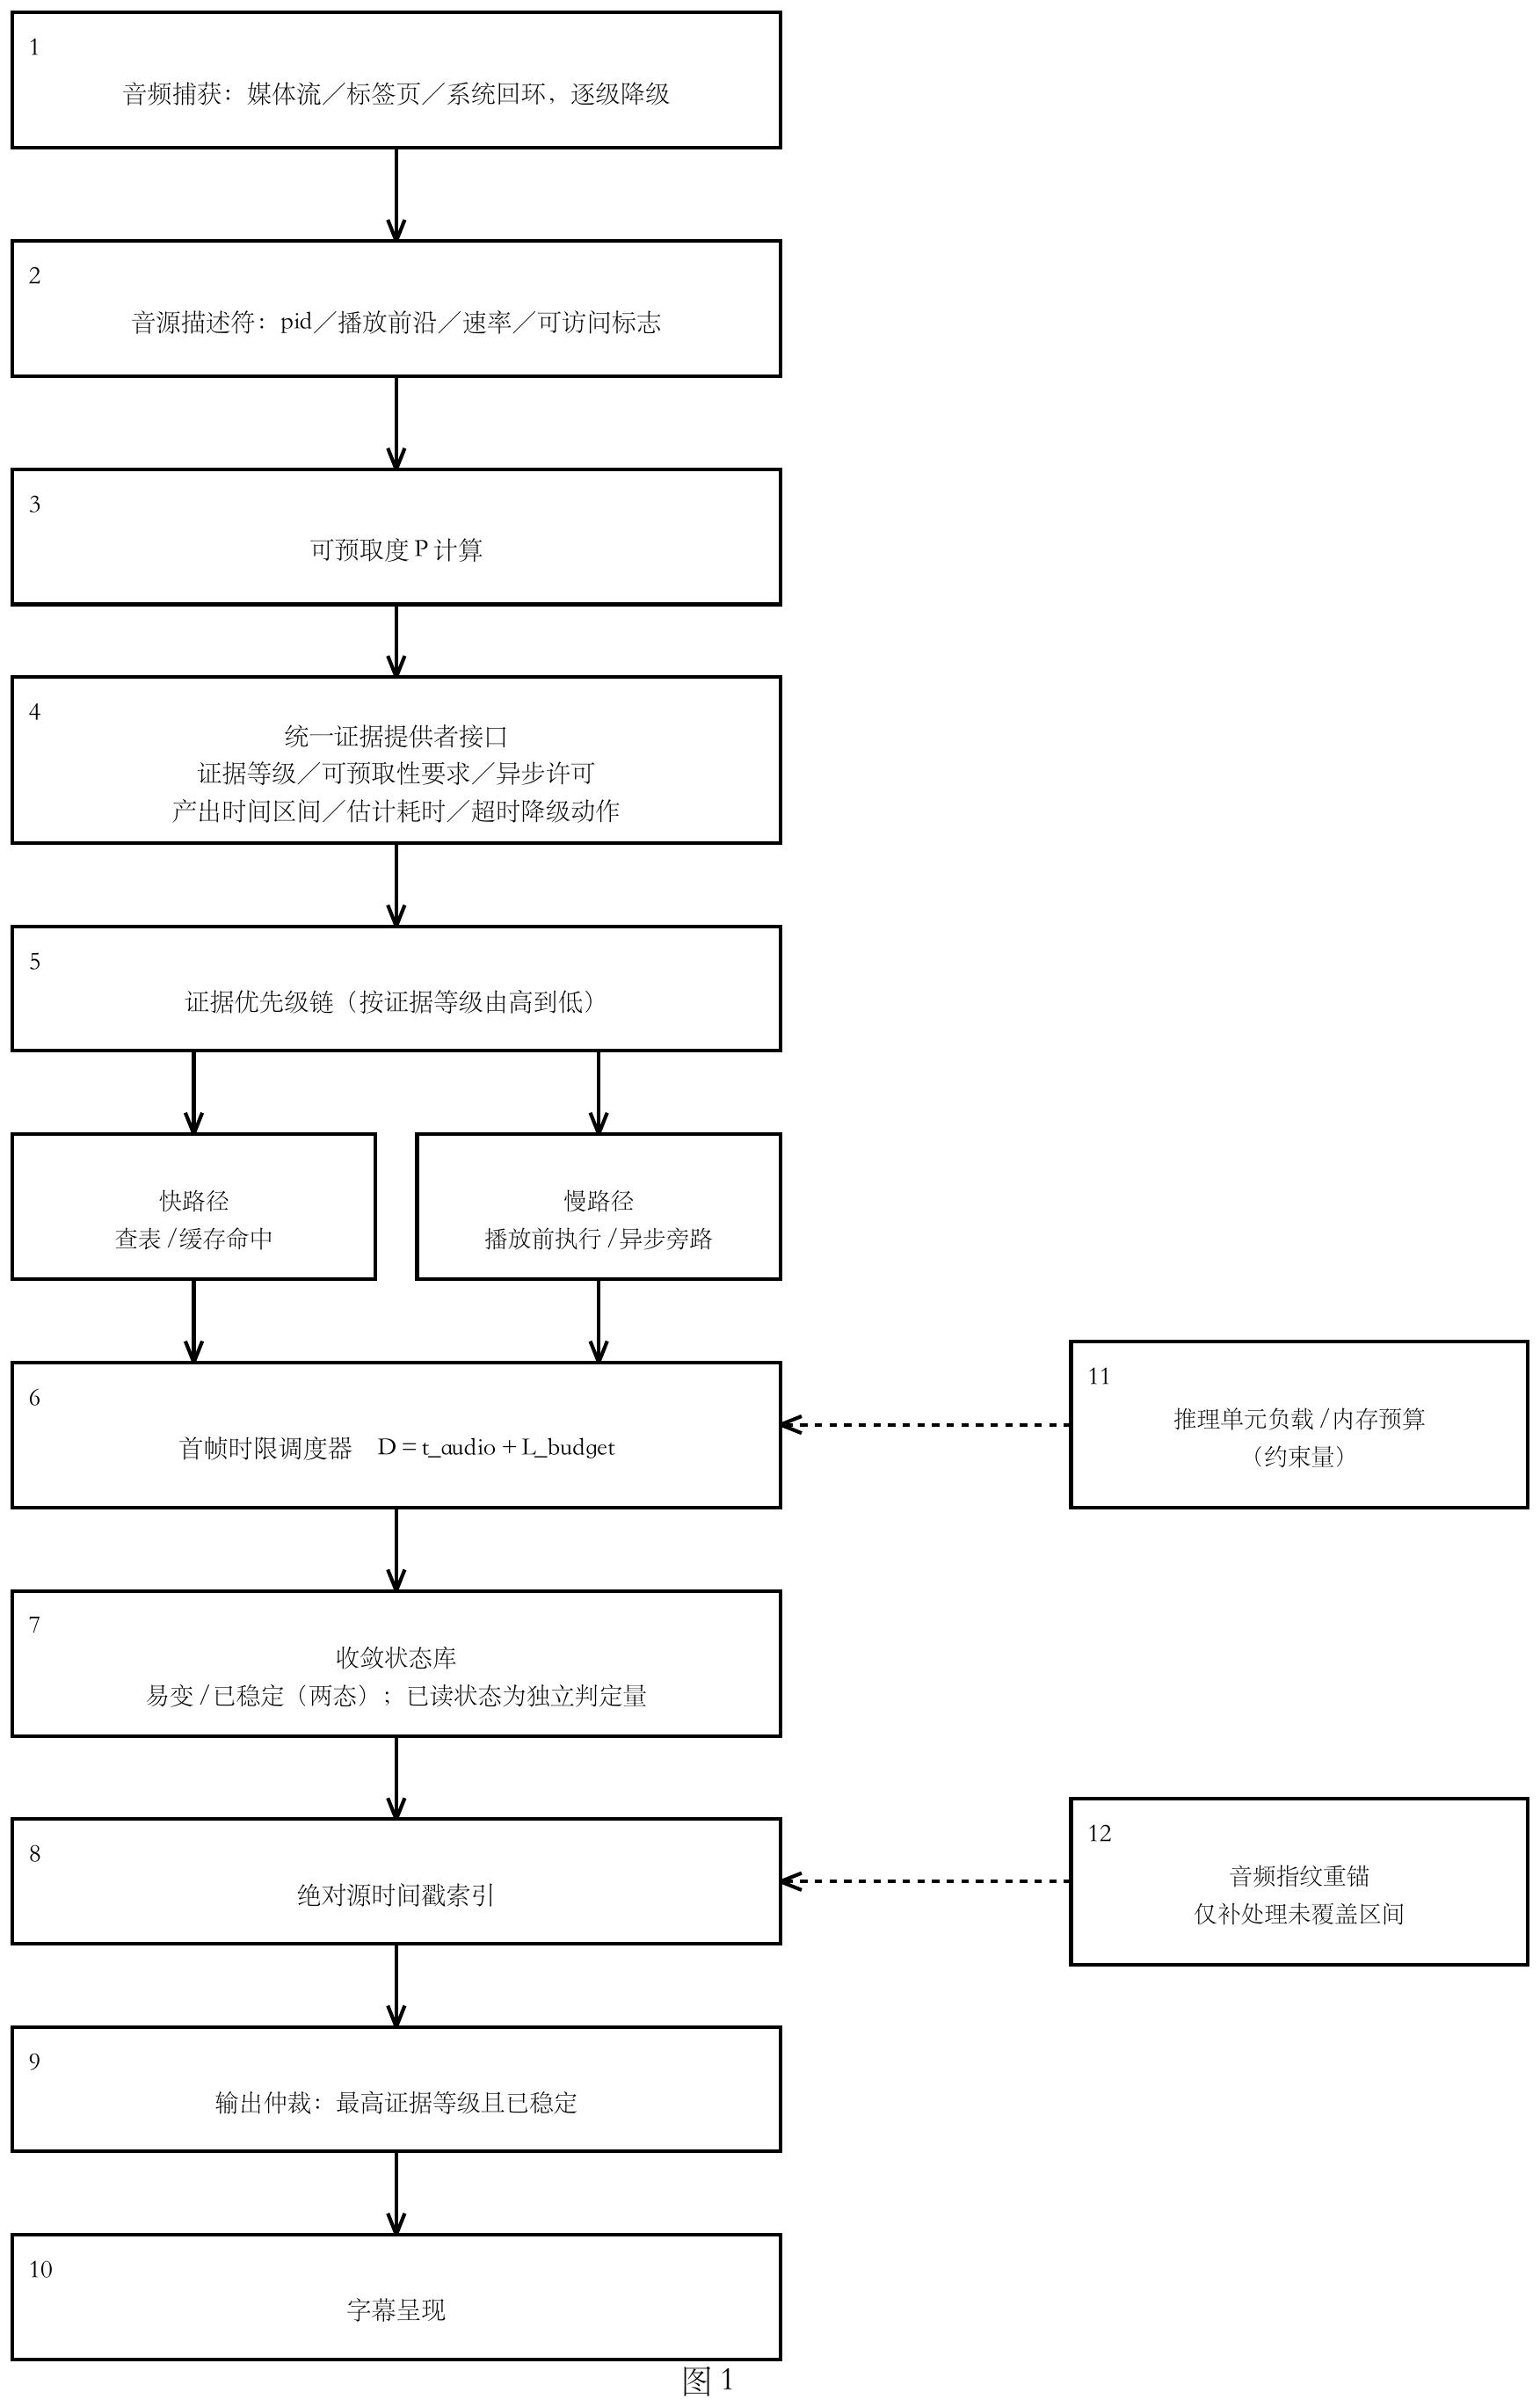 1
音频捕获：媒体流／标签页／系统回环，逐级降级
2
音源描述符：pid／播放前沿／速率／可访问标志
3
可预取度 P 计算
4
统一证据提供者接口
证据等级／可预取性要求／异步许可
产出时间区间／估计耗时／超时降级动作
5
证据优先级链（按证据等级由高到低）
快路径
查表 /缓存命中
慢路径
播放前执行 /异步旁路
6
首帧时限调度器 D = t_audio + L_budget
11
推理单元负载 /内存预算
（约束量）
7
收敛状态库
易变 /已稳定（两态）；已读状态为独立判定量
8
绝对源时间戳索引
12
音频指纹重锚
仅补处理未覆盖区间
9
输出仲裁：最高证据等级且已稳定
10
字幕呈现
图 1